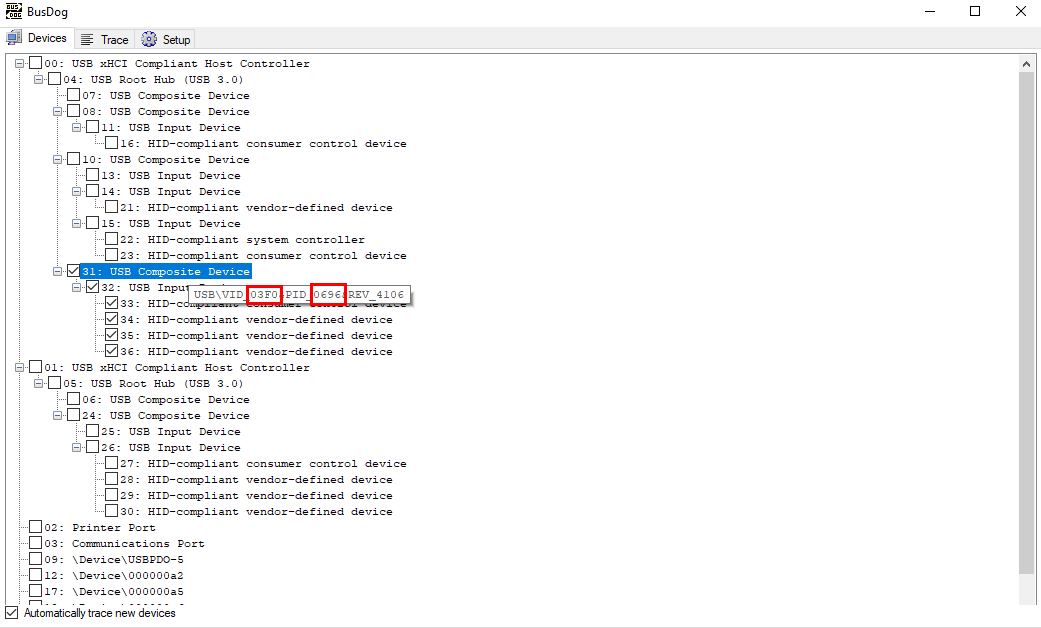 BUS
DOG
BusDog
Devices Trace Setup
00: USB xHCI Compliant Host Controller
04: USB Root Hub (USB 3.0)
07: USB Composite Device
08: USB Composite Device
11: USB Input Device
16: HID-compliant consumer control device
10: USB Composite Device
13: USB Input Device
14: USB Input Device
21: HID-compliant vendor-defined device
15: USB Input Device
22: HID-compliant system controller
23: HID-compliant consumer control device
31: USB Composite Device
32: USB Input
USB\VID_03F0&PID_0696&REV_4106
33: HID-compliant consumer control device
34: HID-compliant vendor-defined device
35: HID-compliant vendor-defined device
36: HID-compliant vendor-defined device
01: USB xHCI Compliant Host Controller
05: USB Root Hub (USB 3.0)
06: USB Composite Device
24: USB Composite Device
25: USB Input Device
26: USB Input Device
27: HID-compliant consumer control device
28: HID-compliant vendor-defined device
29: HID-compliant vendor-defined device
30: HID-compliant vendor-defined device
02: Printer Port
03: Communications Port
09: \Device\USBPDO-5
12: \Device\000000a2
17: \Device\000000a5
Automatically trace new devices